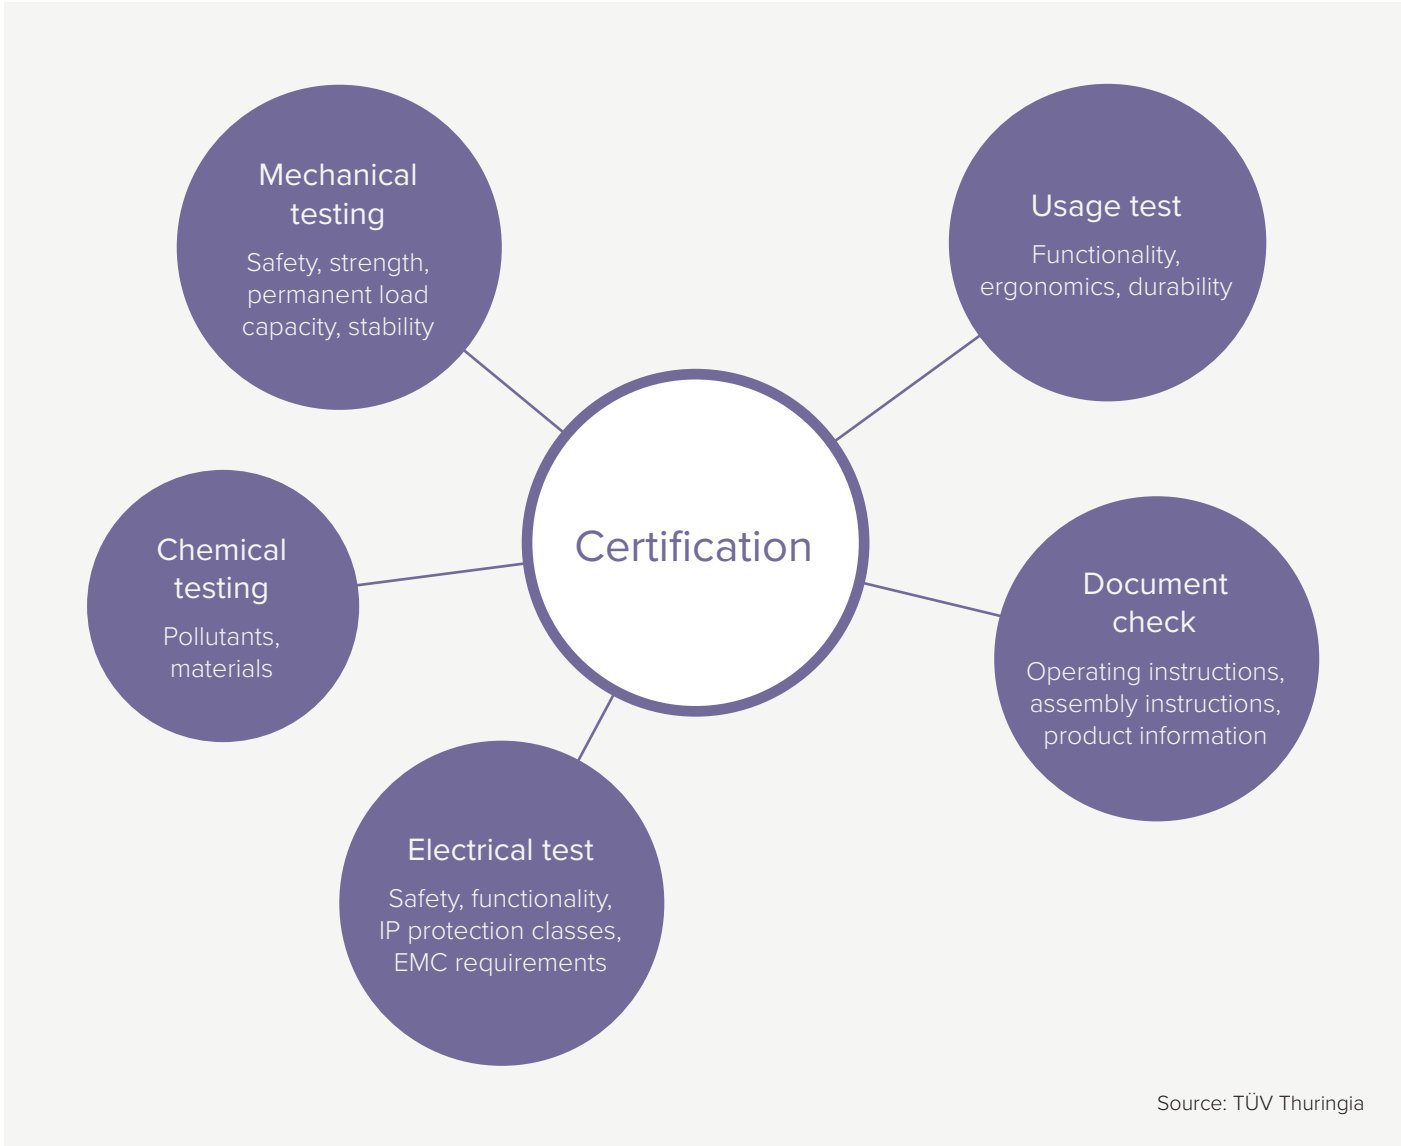 Mechanical
testing
Safety, strength,
permanent load
capacity, stability
Usage test
Functionality,
ergonomics, durability
Certification
Chemical
testing
Pollutants,
materials
Document
check
Operating instructions,
assembly instructions,
product information
Electrical test
Safety, functionality,
IP protection classes,
EMC requirements
Source: TÜV Thuringia